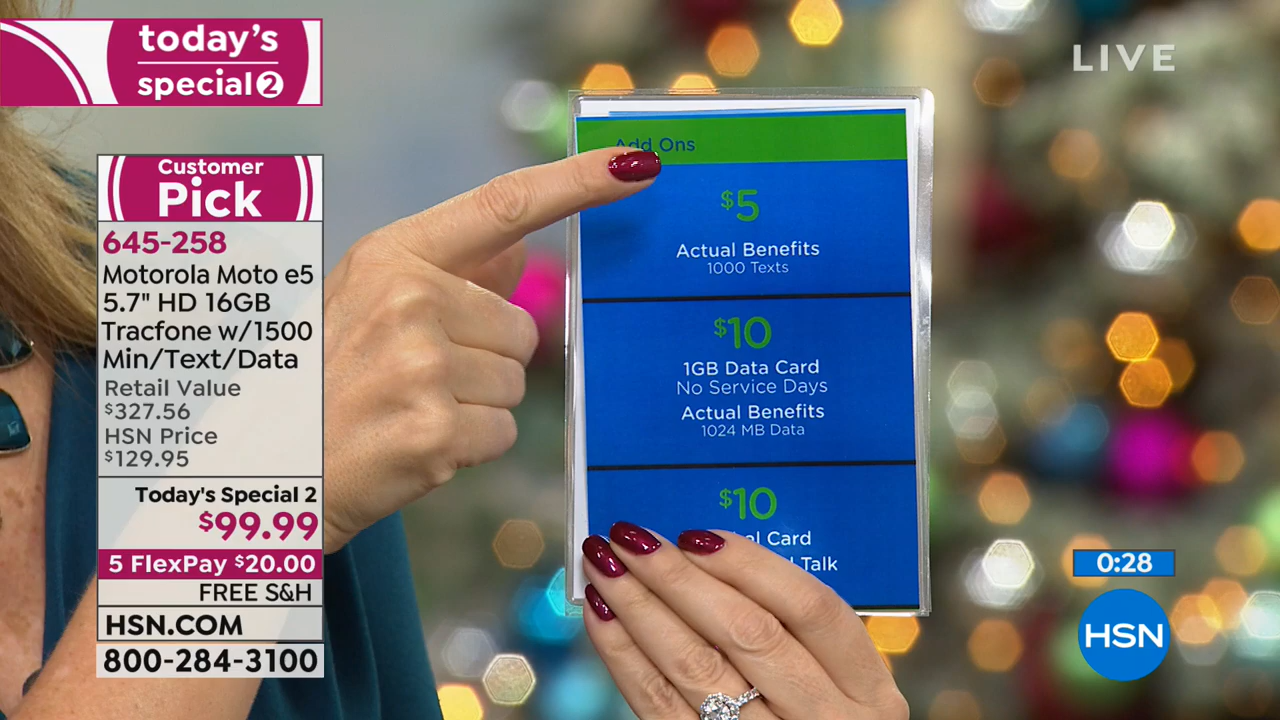 today's
special 2
LIVE
Customer
Pick
645-258
Motorola Moto e5
5.7" HD 16GB
Tracfone w/1500
Min/Text/Data
Retail Value
$327.56
HSN Price
$129.95
Today's Special 2
$99.99
5 FlexPay $20.00
FREE S&H
HSN.COM
800-284-3100
Add Ons
$5
Actual Benefits
1000 Texts
$10
1GB Data Card
No Service Days
Actual Benefits
1024 MB Data
$10
Card
Talk
0:28
HSN